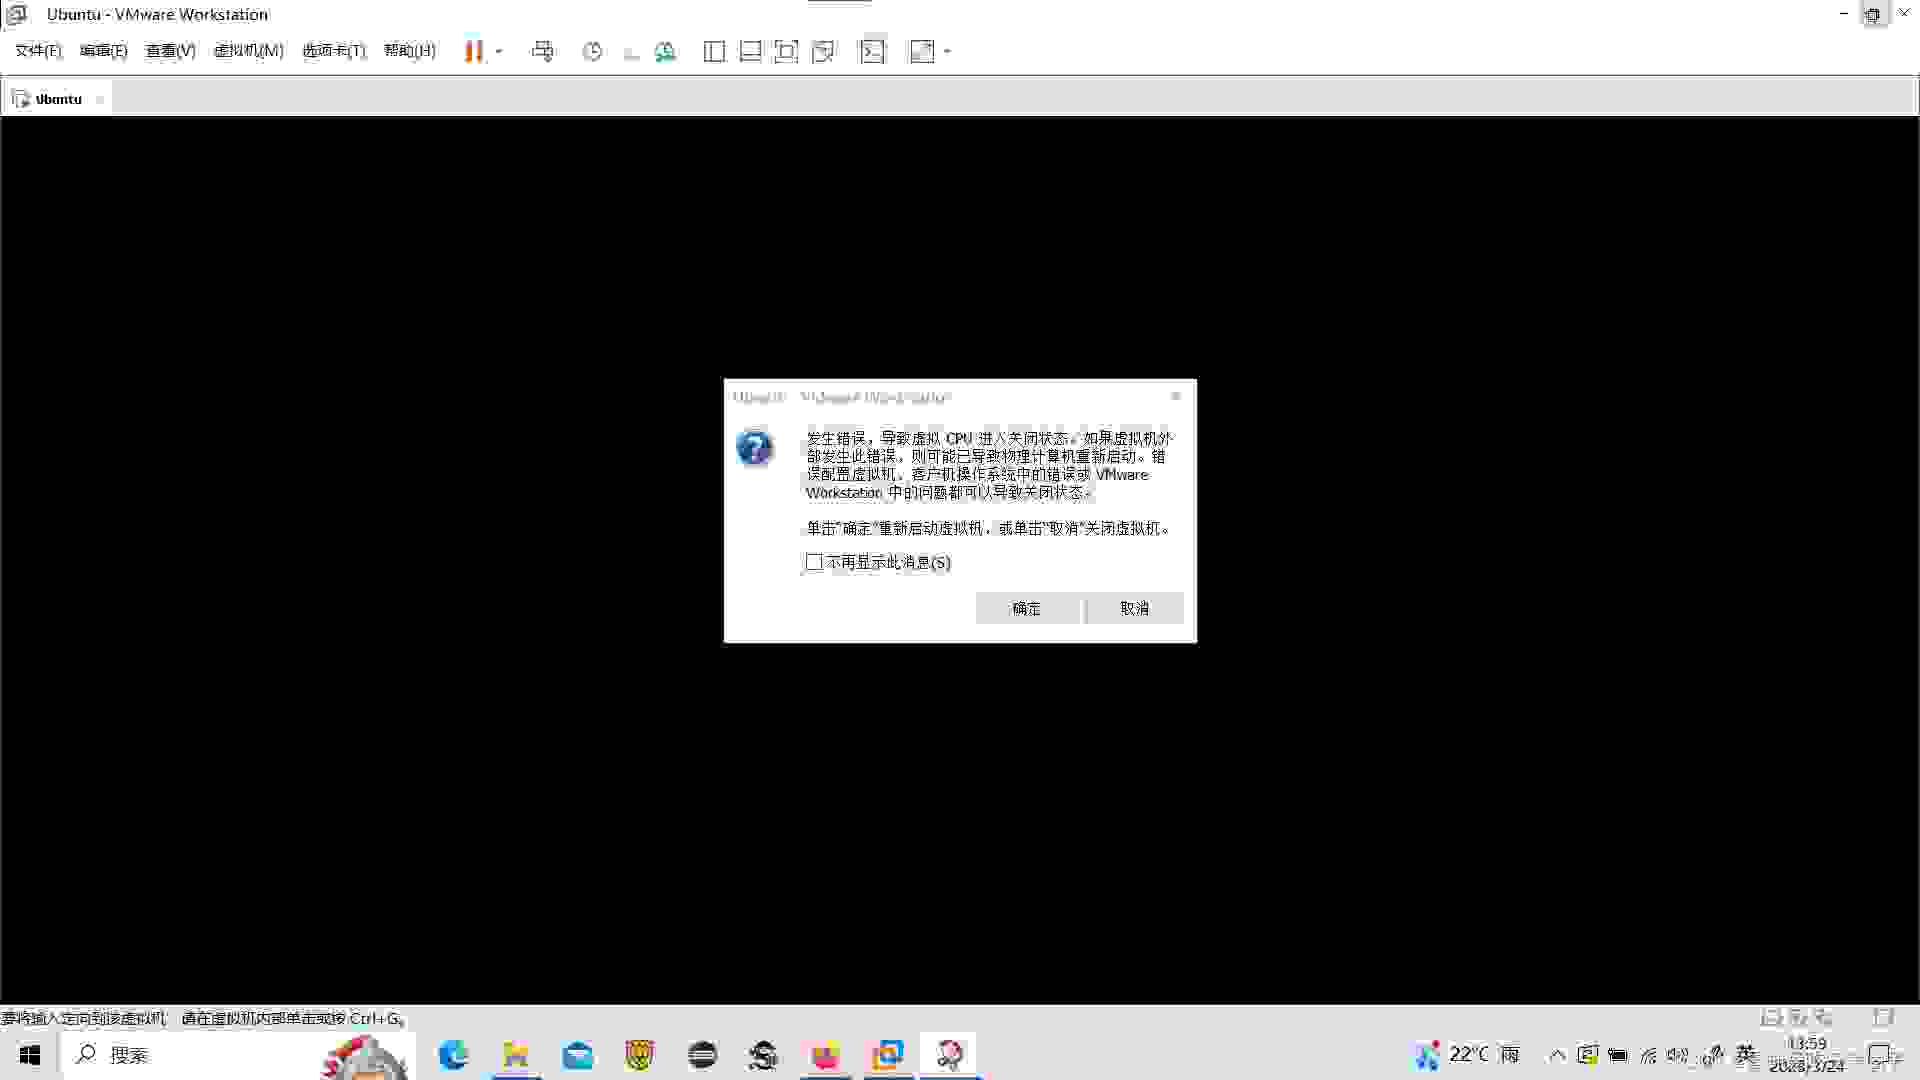 Ubuntu - VMware Workstation
文件(F) 编辑(E) 查看(V) 虚拟机(M) 选项卡(T) 帮助(H)
Ubuntu
Ubuntu - VMware Workstation
发生错误，导致虚拟 CPU 进入关闭状态。如果虚拟机外
部发生此错误，则可能已导致物理计算机重新启动。错
误配置虚拟机、客户机操作系统中的错误或 VMware
Workstation 中的问题都可以导致关闭状态。
单击"确定"重新启动虚拟机，或单击"取消"关闭虚拟机。
不再显示此消息(S)
确定 取消
要将输入定向到该虚拟机，请在虚拟机内部单击或按 Ctrl+G。
搜索
22°C 雨
英
13:59